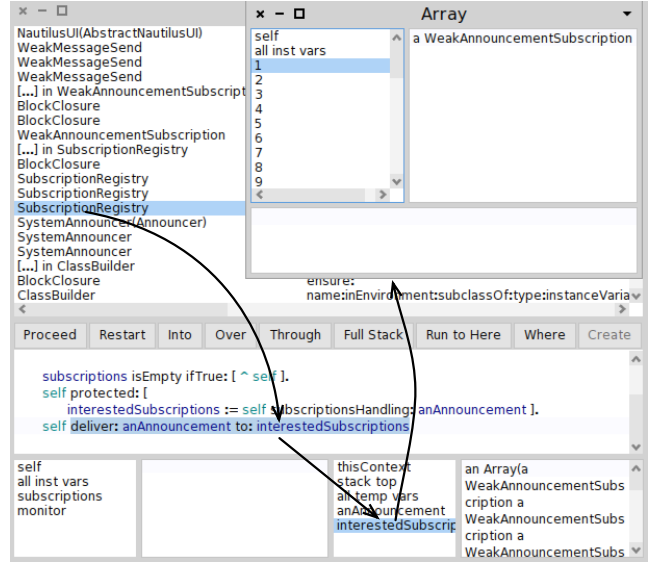 NautilusUI(AbstractNautilusUI)
WeakMessageSend
WeakMessageSend
WeakMessageSend
[...] in WeakAnnouncementSubscript
BlockClosure
BlockClosure
WeakAnnouncementSubscription
[...] in SubscriptionRegistry
BlockClosure
SubscriptionRegistry
SubscriptionRegistry
SubscriptionRegistry
SystemAnnouncer(Announcer)
SystemAnnouncer
SystemAnnouncer
[...] in ClassBuilder
BlockClosure ensure:
ClassBuilder name:inEnvironment:subclassOf:type:instanceVaria
Array
self
all inst vars
1
2
3
4
5
6
7
8
9
a WeakAnnouncementSubscription
Proceed Restart Into Over Through Full Stack Run to Here Where Create
subscriptions isEmpty ifTrue: [ ^ self ].
self protected: [
interestedSubscriptions := self subscriptionsHandling: anAnnouncement ].
self deliver: anAnnouncement to: interestedSubscriptions
self
all inst vars
subscriptions
monitor
thisContext
stack top
all temp vars
anAnnouncement
interestedSubscrip
an Array(a
WeakAnnouncementSubs
cription a
WeakAnnouncementSubs
cription a
WeakAnnouncementSubs